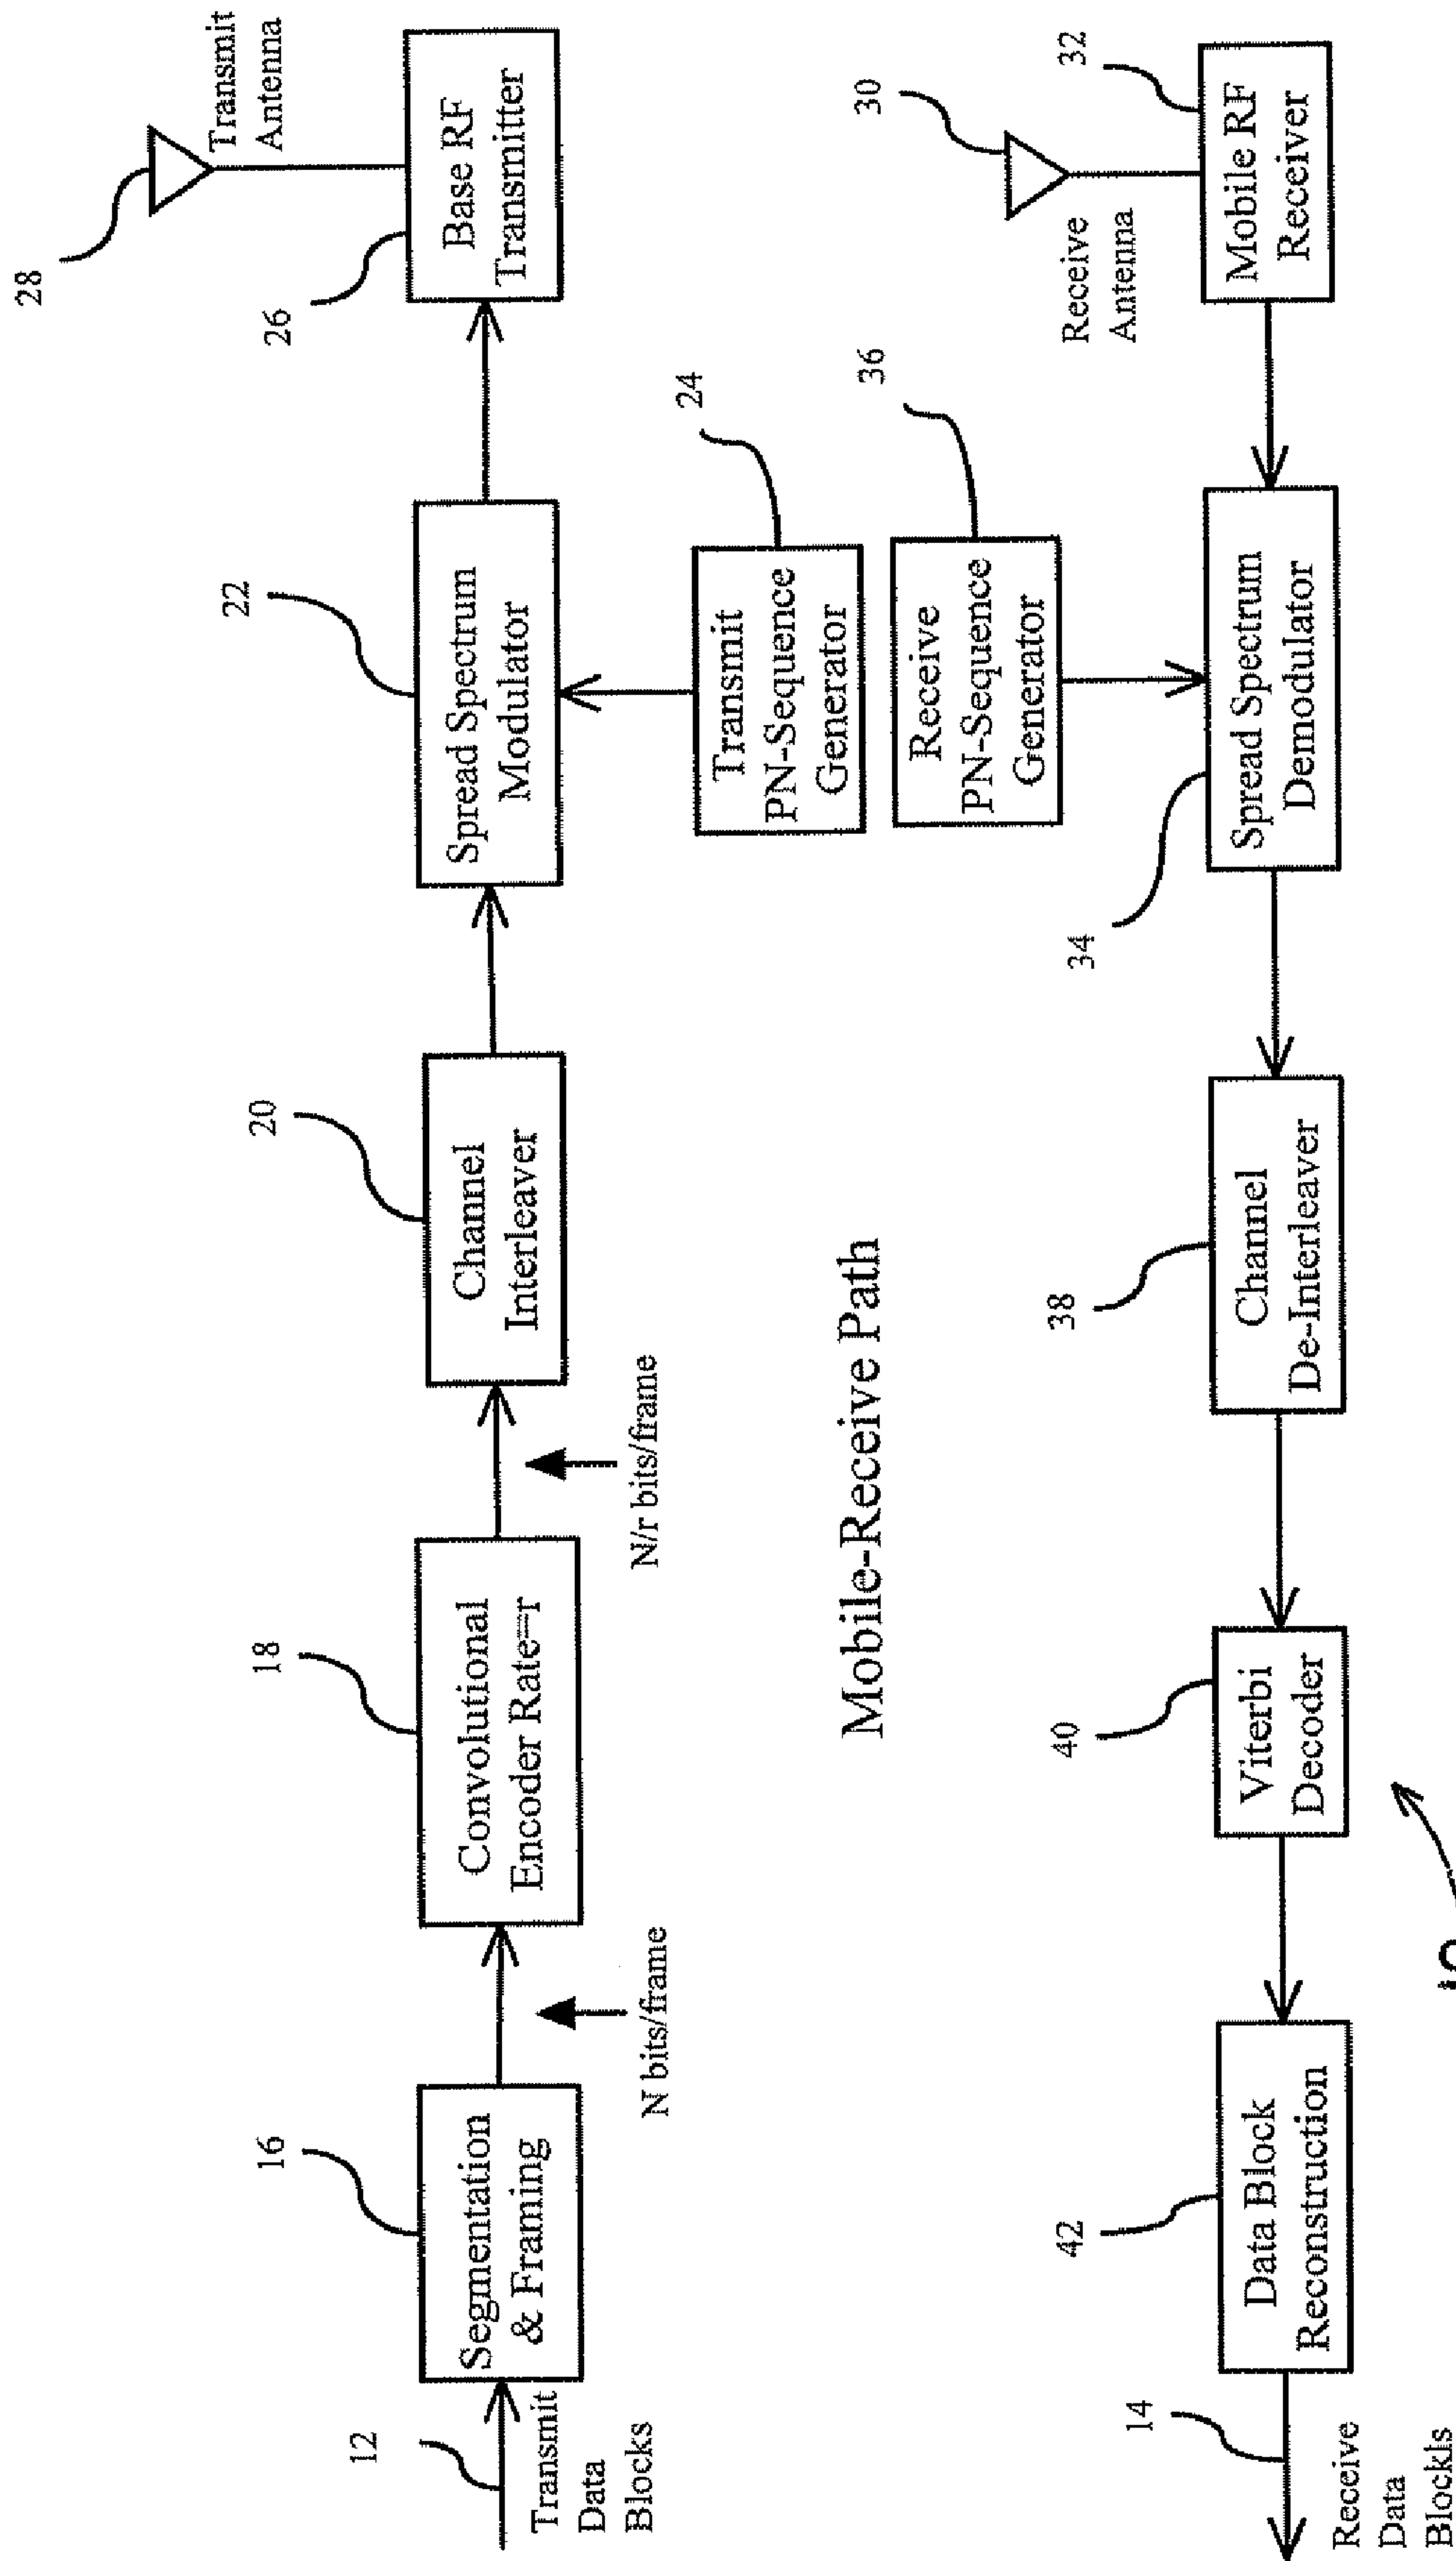 28
Transmit
Antenna
12
Transmit
Data
Blocks
16
Segmentation
& Framing
N bits/frame
18
Convolutional
Encoder Rate=r
N/r bits/frame
20
Channel
Interleaver
22
Spread Spectrum
Modulator
26
Base RF
Transmitter
24
Transmit
PN-Sequence
Generator
Mobile-Receive Path
36
Receive
PN-Sequence
Generator
30
Receive
Antenna
32
Mobile RF
Receiver
34
Spread Spectrum
Demodulator
38
Channel
De-Interleaver
40
Viterbi
Decoder
42
Data Block
Reconstruction
14
Receive
Data
Blockls